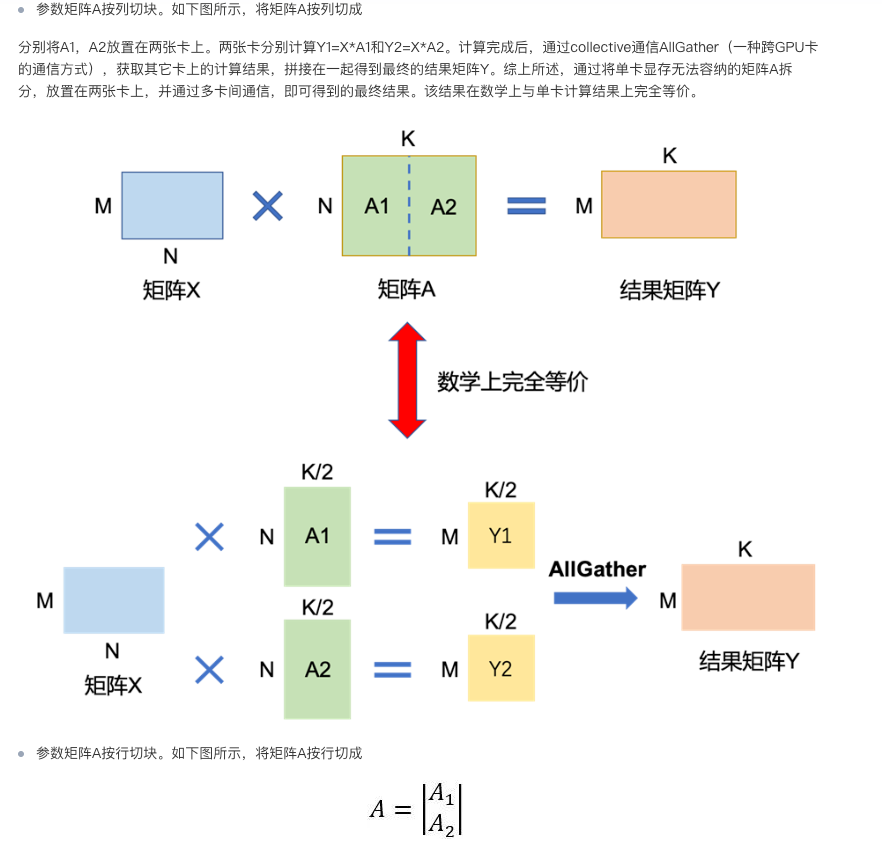 参数矩阵A按列切块。如下图所示，将矩阵A按列切成
分别将A1，A2放置在两张卡上。两张卡分别计算Y1=X*A1和Y2=X*A2。计算完成后，通过collective通信AllGather（一种跨GPU卡
的通信方式），获取其它卡上的计算结果，拼接在一起得到最终的结果矩阵Y。综上所述，通过将单卡显存无法容纳的矩阵A拆
分，放置在两张卡上，并通过多卡间通信，即可得到的最终结果。该结果在数学上与单卡计算结果上完全等价。
K
K
M
N
A1
A2
M
N
矩阵X
矩阵A
结果矩阵Y
数学上完全等价
K/2
K/2
N
A1
M
Y1
K
AllGather
M
K/2
K/2
M
N
矩阵X
N
A2
M
Y2
结果矩阵Y
参数矩阵A按行切块。如下图所示，将矩阵A按行切成
A = |A1
A2|